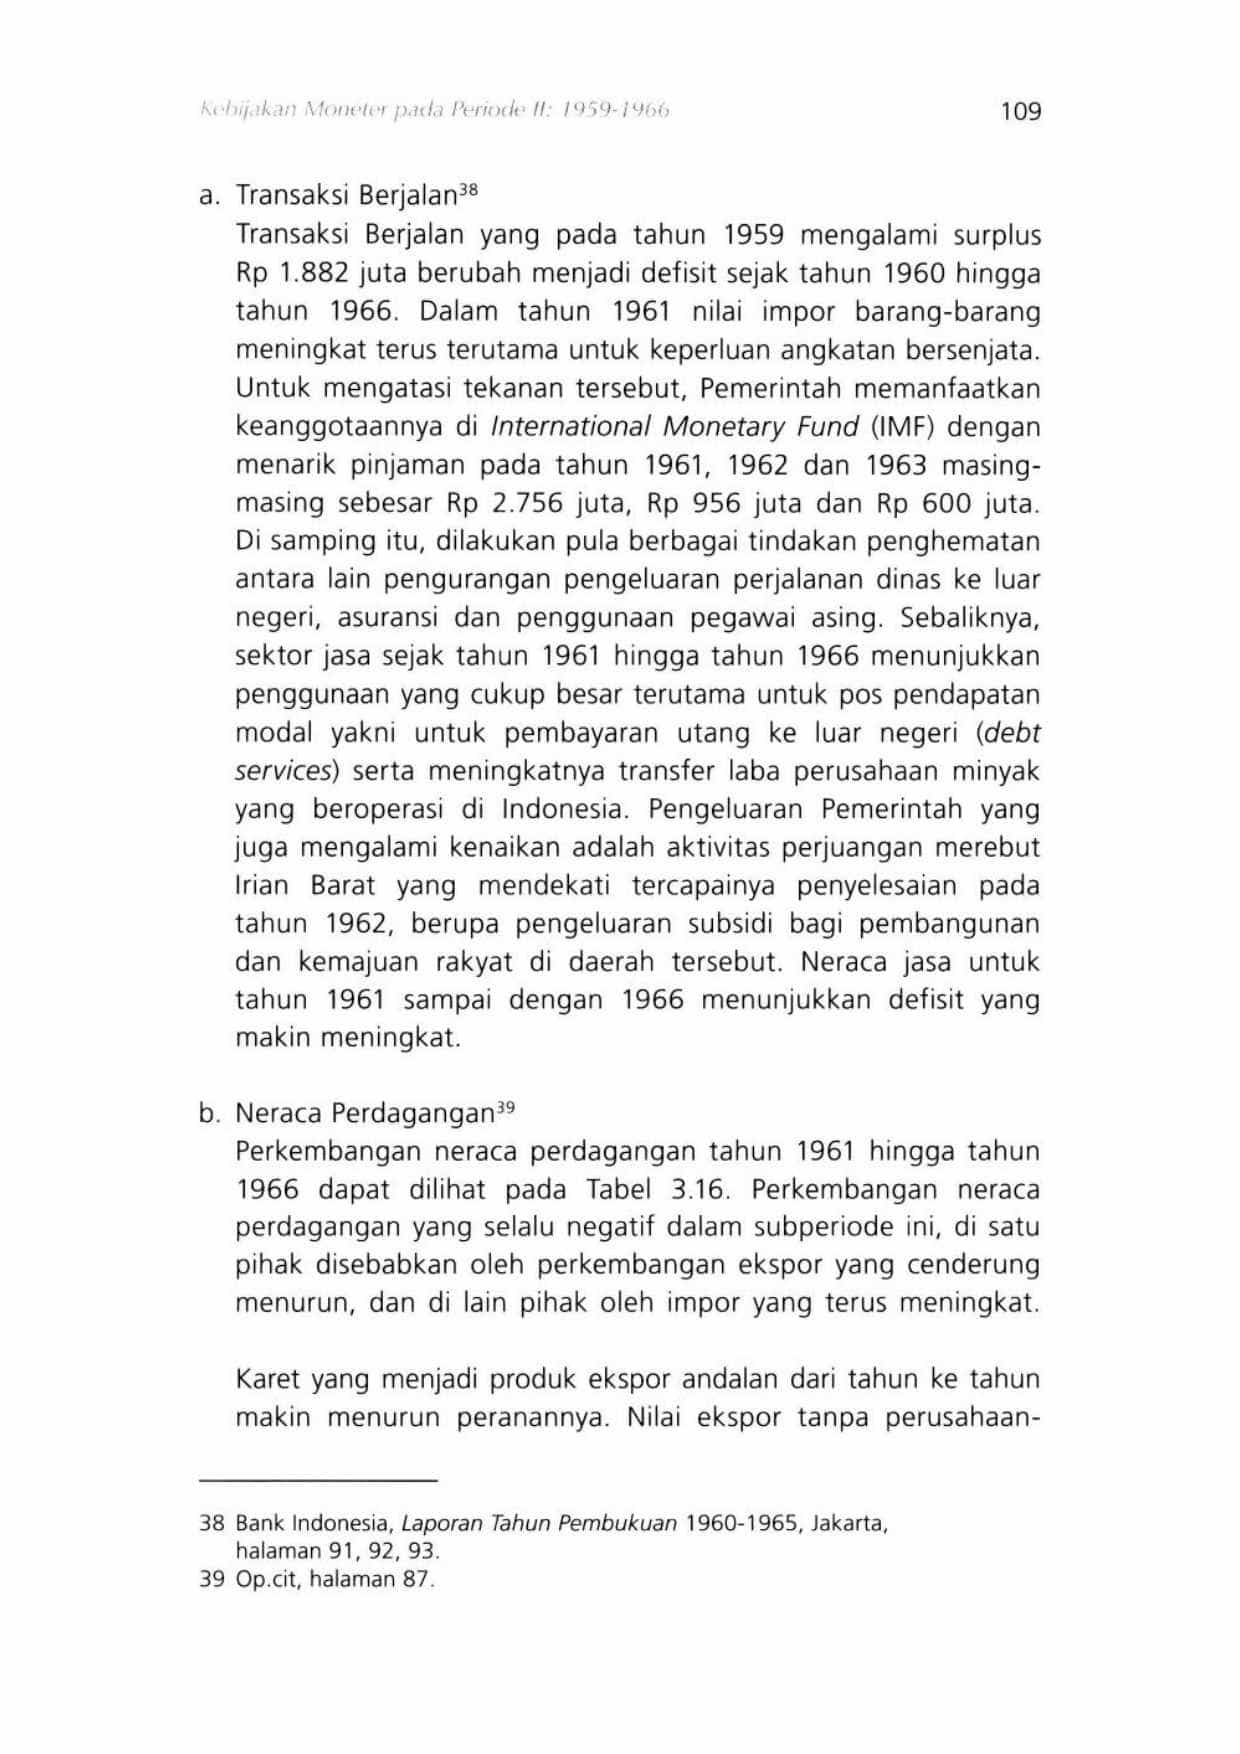 Kebijakan Moneter pada Periode II: 1959-1966 109
a. Transaksi Berjalan³⁸
Transaksi Berjalan yang pada tahun 1959 mengalami surplus
Rp 1.882 juta berubah menjadi defisit sejak tahun 1960 hingga
tahun 1966. Dalam tahun 1961 nilai impor barang-barang
meningkat terus terutama untuk keperluan angkatan bersenjata.
Untuk mengatasi tekanan tersebut, Pemerintah memanfaatkan
keanggotaannya di International Monetary Fund (IMF) dengan
menarik pinjaman pada tahun 1961, 1962 dan 1963 masing-
masing sebesar Rp 2.756 juta, Rp 956 juta dan Rp 600 juta.
Di samping itu, dilakukan pula berbagai tindakan penghematan
antara lain pengurangan pengeluaran perjalanan dinas ke luar
negeri, asuransi dan penggunaan pegawai asing. Sebaliknya,
sektor jasa sejak tahun 1961 hingga tahun 1966 menunjukkan
penggunaan yang cukup besar terutama untuk pos pendapatan
modal yakni untuk pembayaran utang ke luar negeri (debt
services) serta meningkatnya transfer laba perusahaan minyak
yang beroperasi di Indonesia. Pengeluaran Pemerintah yang
juga mengalami kenaikan adalah aktivitas perjuangan merebut
Irian Barat yang mendekati tercapainya penyelesaian pada
tahun 1962, berupa pengeluaran subsidi bagi pembangunan
dan kemajuan rakyat di daerah tersebut. Neraca jasa untuk
tahun 1961 sampai dengan 1966 menunjukkan defisit yang
makin meningkat.
b. Neraca Perdagangan³⁹
Perkembangan neraca perdagangan tahun 1961 hingga tahun
1966 dapat dilihat pada Tabel 3.16. Perkembangan neraca
perdagangan yang selalu negatif dalam subperiode ini, di satu
pihak disebabkan oleh perkembangan ekspor yang cenderung
menurun, dan di lain pihak oleh impor yang terus meningkat.
Karet yang menjadi produk ekspor andalan dari tahun ke tahun
makin menurun peranannya. Nilai ekspor tanpa perusahaan-
38 Bank Indonesia, Laporan Tahun Pembukuan 1960-1965, Jakarta,
halaman 91, 92, 93.
39 Op.cit, halaman 87.